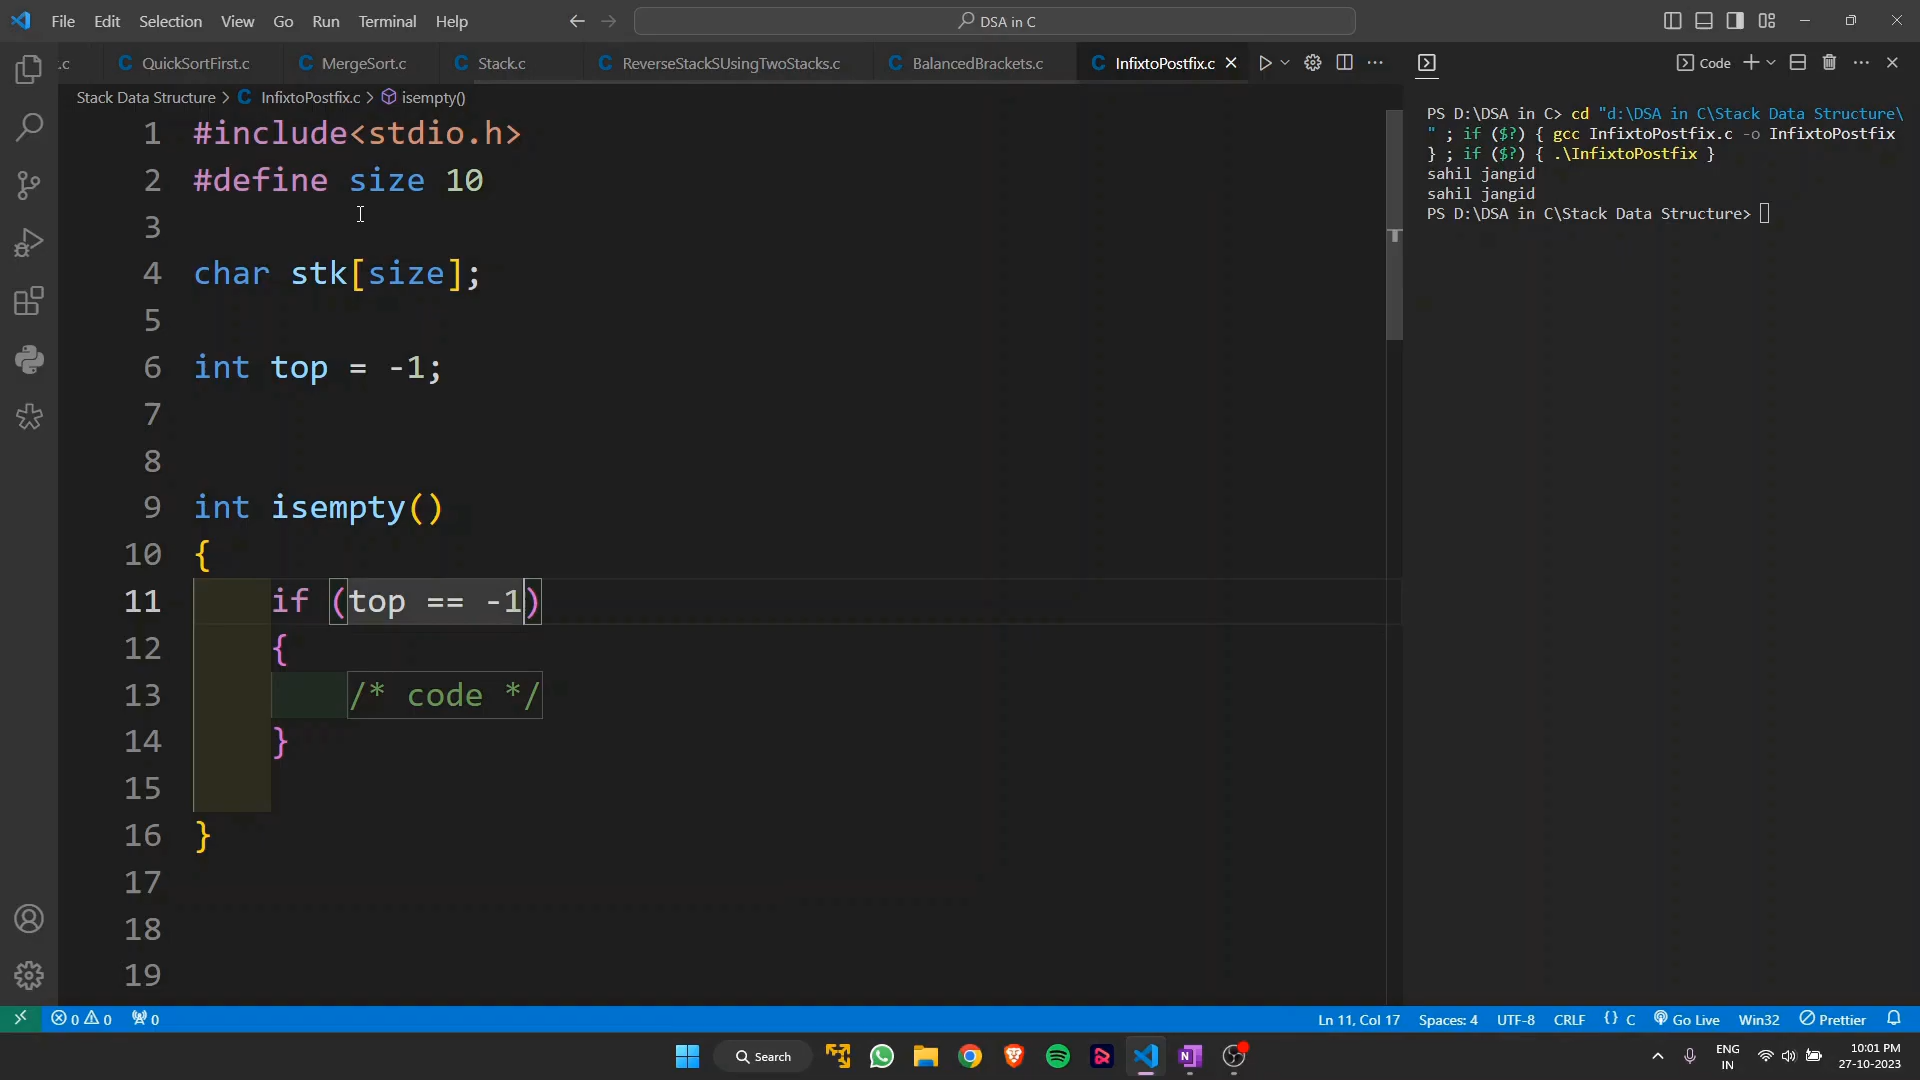 File Edit Selection View Go Run Terminal Help
DSA in C
.c QuickSortFirst.c MergeSort.c Stack.c ReverseStackSUsingTwoStacks.c BalancedBrackets.c InfixtoPostfix.c
Code
Stack Data Structure > InfixtoPostfix.c > isempty()
1 #include<stdio.h>
2 #define size 10
3
4 char stk[size];
5
6 int top = -1;
7
8
9 int isempty()
10 {
11 if (top == -1)
12 {
13 /* code */
14 }
15
16 }
17
18
19
PS D:\DSA in C> cd "d:\DSA in C\Stack Data Structure\
" ; if ($?) { gcc InfixtoPostfix.c -o InfixtoPostfix
} ; if ($?) { .\InfixtoPostfix }
sahil jangid
sahil jangid
PS D:\DSA in C\Stack Data Structure>
0 0 0
Ln 11, Col 17 Spaces: 4 UTF-8 CRLF {} C Go Live Win32 Prettier
Search
ENG
IN
10:01 PM
27-10-2023